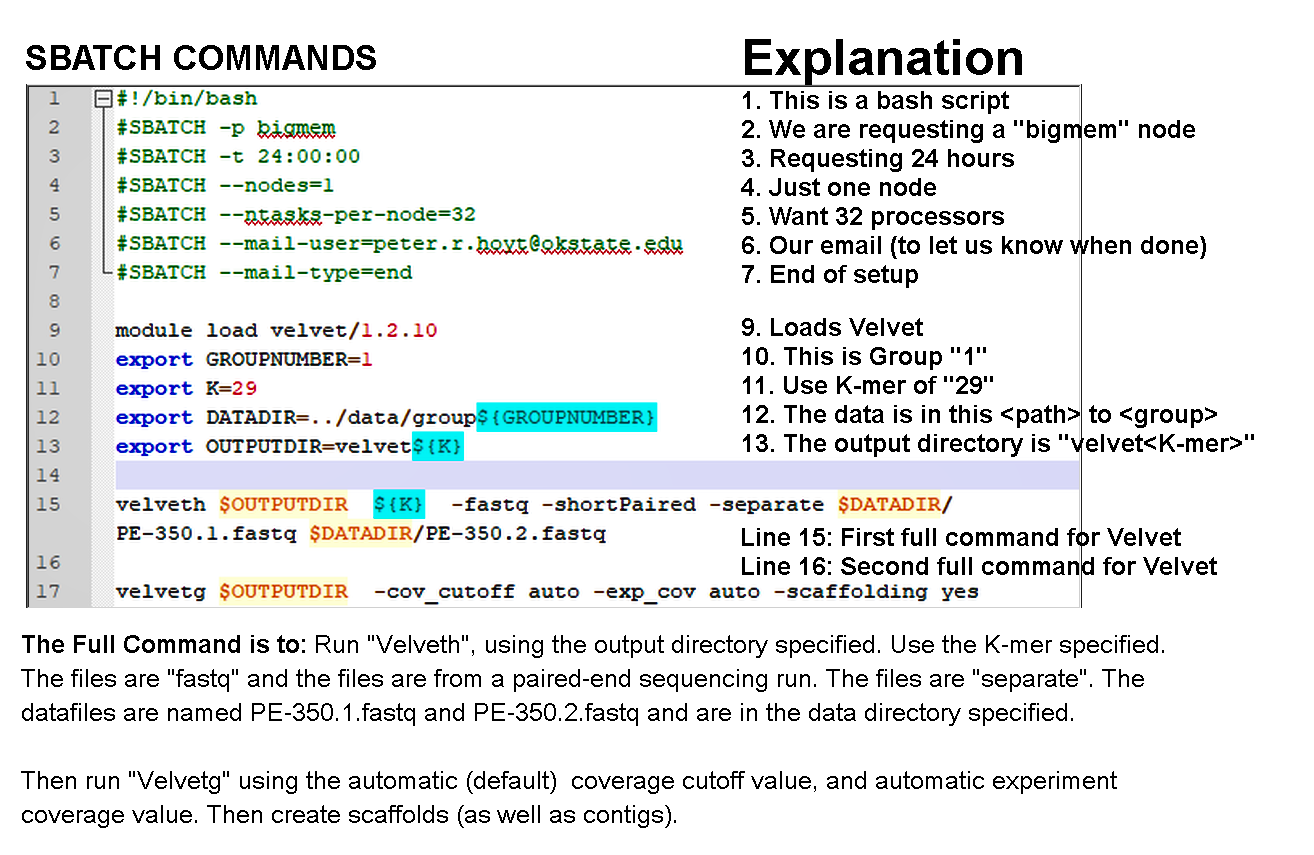 SBATCH COMMANDS
Explanation
1 #!/bin/bash
2 #SBATCH -p bigmem
3 #SBATCH -t 24:00:00
4 #SBATCH --nodes=1
5 #SBATCH --ntasks-per-node=32
6 #SBATCH --mail-user=peter.r.hoyt@okstate.edu
7 #SBATCH --mail-type=end
8
9 module load velvet/1.2.10
10 export GROUPNUMBER=1
11 export K=29
12 export DATADIR=../data/group${GROUPNUMBER}
13 export OUTPUTDIR=velvet${K}
14
15 velveth $OUTPUTDIR ${K} -fastq -shortPaired -separate $DATADIR/
PE-350.1.fastq $DATADIR/PE-350.2.fastq
16
17 velvetg $OUTPUTDIR -cov_cutoff auto -exp_cov auto -scaffolding yes
1. This is a bash script
2. We are requesting a "bigmem" node
3. Requesting 24 hours
4. Just one node
5. Want 32 processors
6. Our email (to let us know when done)
7. End of setup
9. Loads Velvet
10. This is Group "1"
11. Use K-mer of "29"
12. The data is in this <path> to <group>
13. The output directory is "velvet<K-mer>"
Line 15: First full command for Velvet
Line 16: Second full command for Velvet
The Full Command is to: Run "Velveth", using the output directory specified. Use the K-mer specified.
The files are "fastq" and the files are from a paired-end sequencing run. The files are "separate". The
datafiles are named PE-350.1.fastq and PE-350.2.fastq and are in the data directory specified.
Then run "Velvetg" using the automatic (default) coverage cutoff value, and automatic experiment
coverage value. Then create scaffolds (as well as contigs).